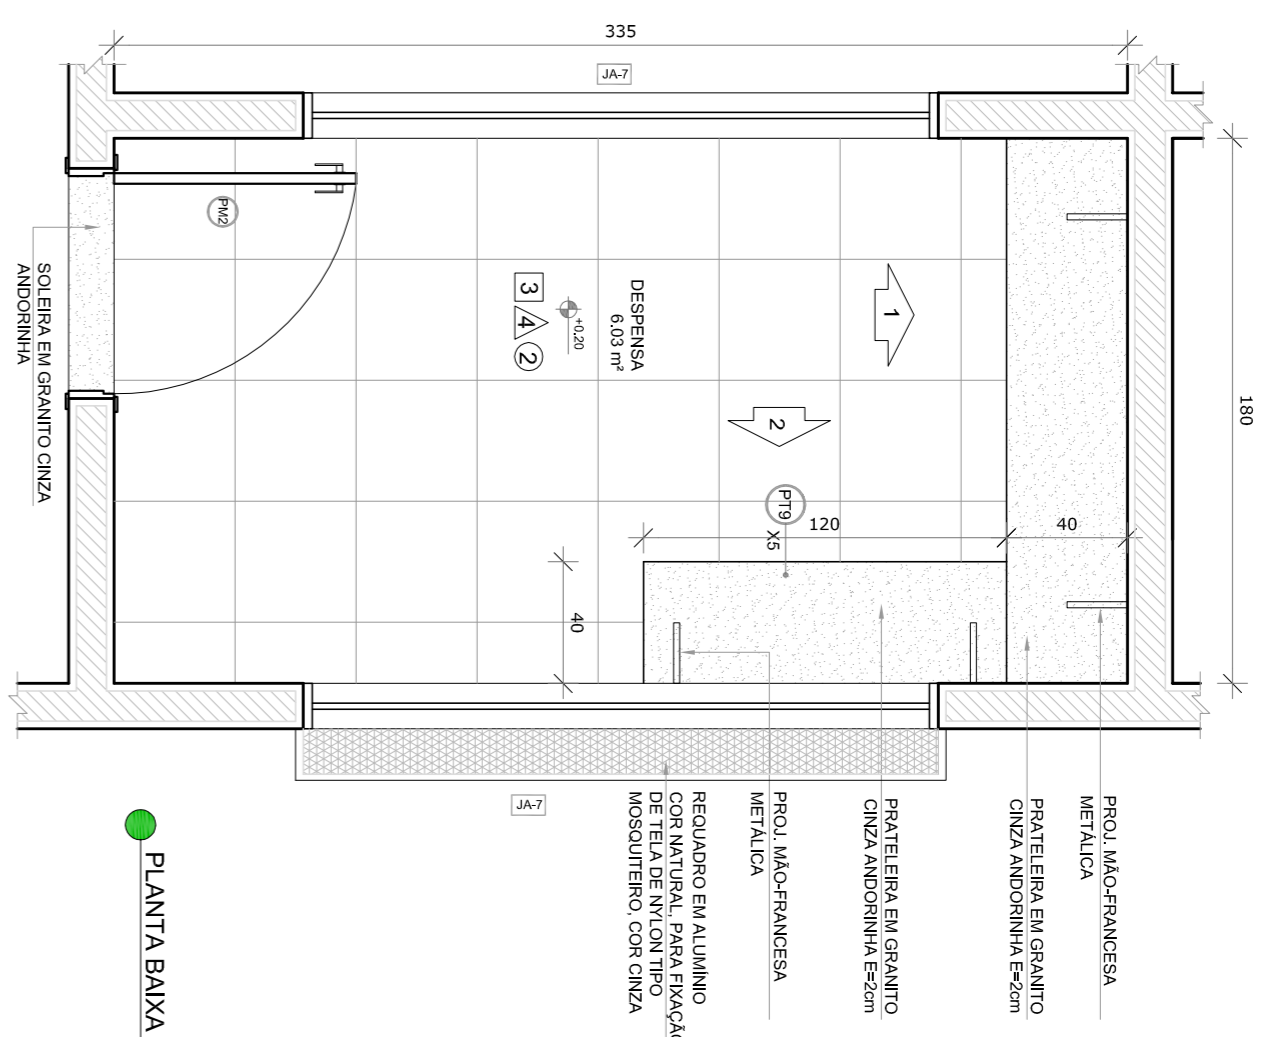 335
JA-7
180
PM2
SOLEIRA EM GRANITO CINZA
ANDORINHA
DESPENSA
6.03 m²
+0.20
3
4
2
1
2
PT9
X5
120
40
40
PROJ. MÃO-FRANCESA
METÁLICA
PRATELEIRA EM GRANITO
CINZA ANDORINHA E=2cm
PRATELEIRA EM GRANITO
CINZA ANDORINHA E=2cm
PROJ. MÃO-FRANCESA
METÁLICA
REQUADRO EM ALUMÍNIO
COR NATURAL, PARA FIXAÇÃO
DE TELA DE NYLON TIPO
MOSQUITEIRO, COR CINZA
JA-7
PLANTA BAIXA